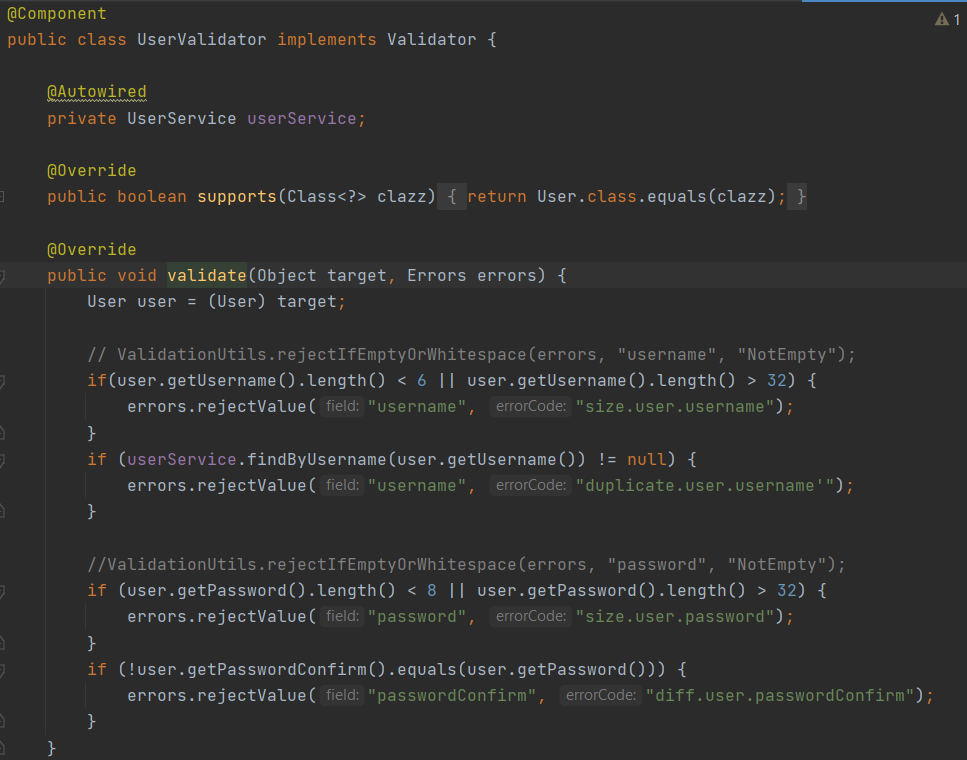 @Component
1
public class UserValidator implements Validator {
@Autowired
private UserService userService;
@Override
public boolean supports(Class<?> clazz) { return User.class.equals(clazz); }
@Override
public void validate(Object target, Errors errors) {
User user = (User) target;
// ValidationUtils.rejectIfEmptyOrWhitespace(errors, "username", "NotEmpty");
if(user.getUsername().length() < 6 || user.getUsername().length() > 32) {
errors.rejectValue( field: "username", errorCode: "size.user.username");
}
if (userService.findByUsername(user.getUsername()) != null) {
errors.rejectValue( field: "username", errorCode: "duplicate.user.username'");
}
//ValidationUtils.rejectIfEmptyOrWhitespace(errors, "password", "NotEmpty");
if (user.getPassword().length() < 8 || user.getPassword().length() > 32) {
errors.rejectValue( field: "password", errorCode: "size.user.password");
}
if (!user.getPasswordConfirm().equals(user.getPassword())) {
errors.rejectValue( field: "passwordConfirm", errorCode: "diff.user.passwordConfirm");
}
}